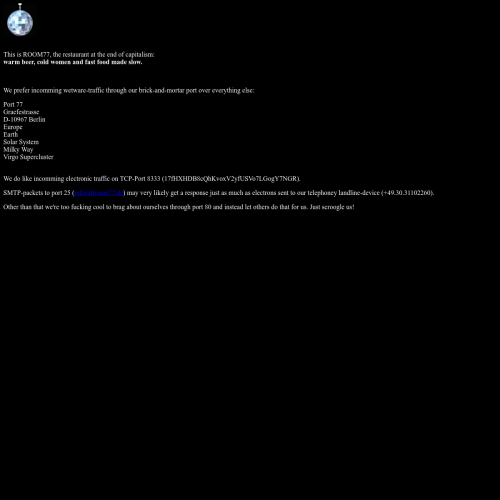 This is ROOM77, the restaurant at the end of capitalism:
warm beer, cold women and fast food made slow.
We prefer incomming wetware-traffic through our brick-and-mortar port over everything else:
Port 77
Graefestrasse
D-10967 Berlin
Europe
Earth
Solar System
Milky Way
Virgo Supercluster
We do like incomming electronic traffic on TCP-Port 8333 (17fHXHDB8cQhKvoxV2yfUSVo7LGogY7NGR).
SMTP-packets to port 25 () may very likely get a response just as much as electrons sent to our telephony landline-device (+49.30.31102260).
Other than that we're too fucking cool to brag about ourselves through port 80 and instead let others do that for us. Just scroogle us!